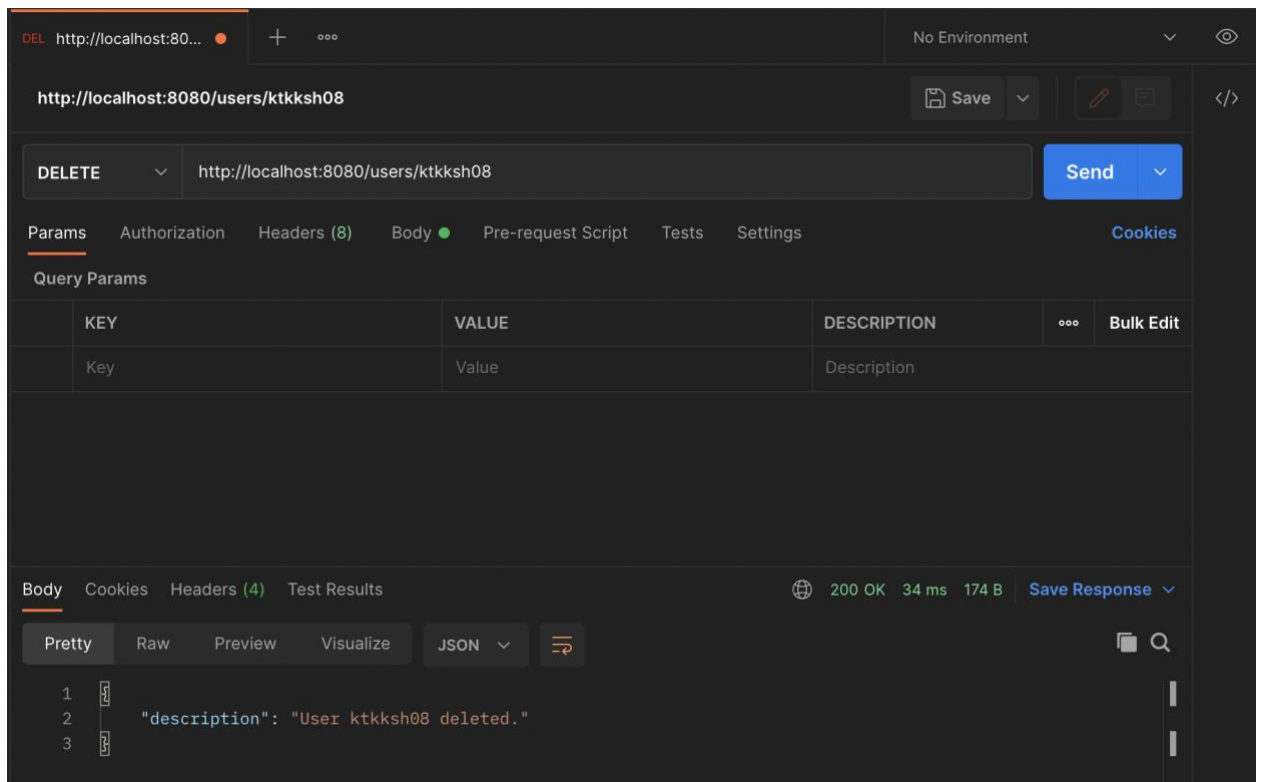 DEL http://localhost:80... No Environment
http://localhost:8080/users/ktkksh08 Save </>
DELETE http://localhost:8080/users/ktkksh08 Send
Params Authorization Headers (8) Body Pre-request Script Tests Settings Cookies
Query Params
KEY VALUE DESCRIPTION Bulk Edit
Key Value Description
Body Cookies Headers (4) Test Results 200 OK 34 ms 174 B Save Response
Pretty Raw Preview Visualize JSON
1 {
2 "description": "User ktkksh08 deleted."
3 }